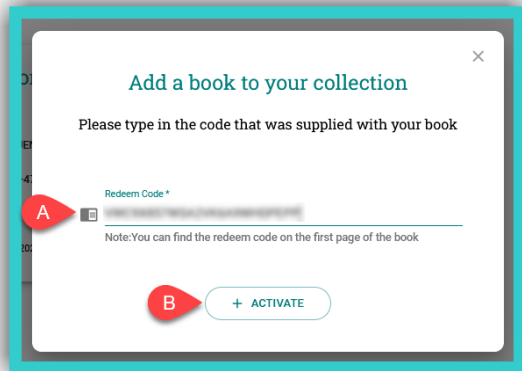 ×
Add a book to your collection
Please type in the code that was supplied with your book
Redeem Code *
A
Note:You can find the redeem code on the first page of the book
B
+ ACTIVATE